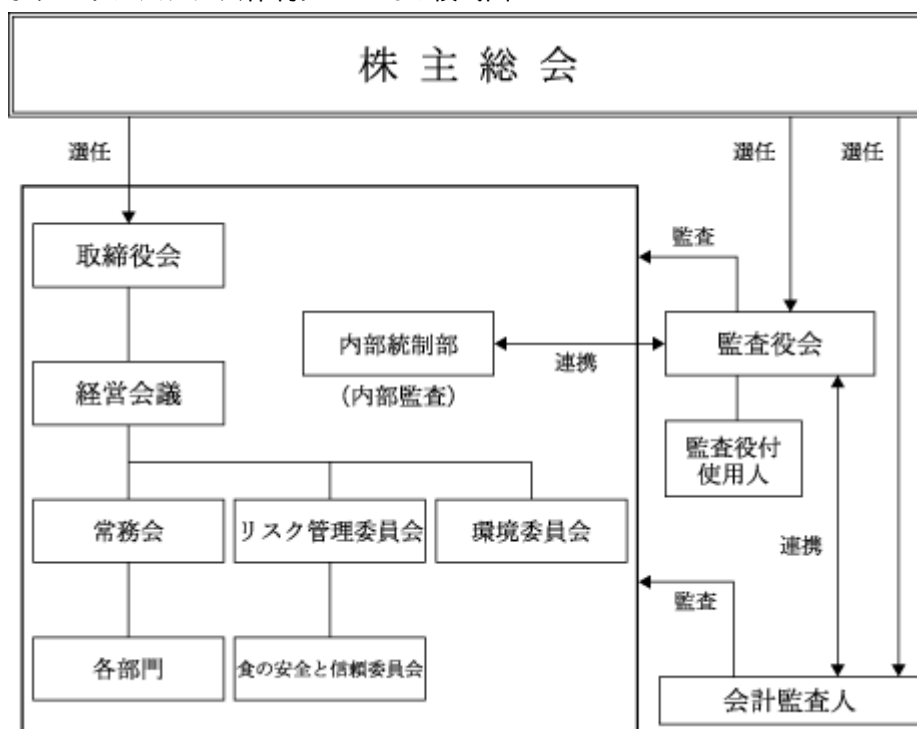 株主総会
選任
選任
選任
取締役会
監査
内部統制部
(内部監査)
連携
監査役会
経営会議
監査役付
使用人
常務会
リスク管理委員会
環境委員会
連携
監査
各部門
食の安全と信頼委員会
会計監査人